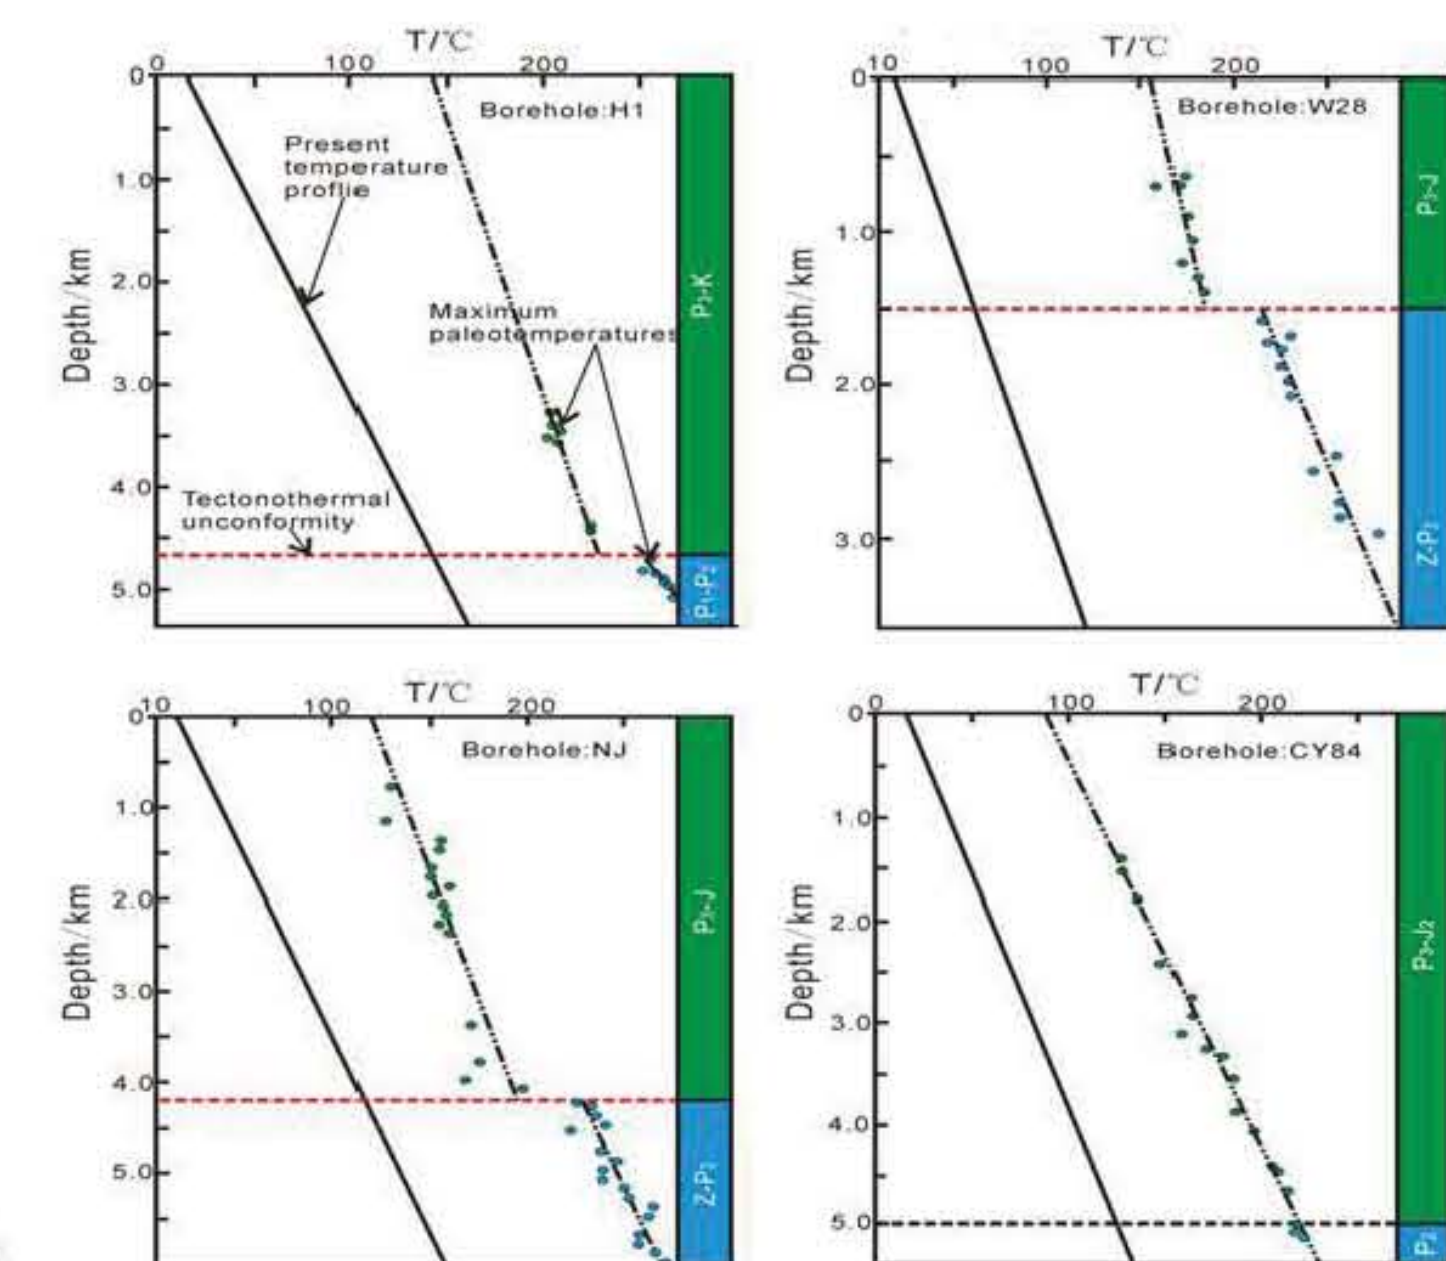 T/℃
0 100 200
0
1.0
2.0
3.0
4.0
5.0
Depth/km
Borehole:H1
Present
temperature
proflie
Maximum
paleotemperatures
Tectonothermal
unconformity
P₃-K
P₁-P₂
T/℃
10 100 200
0
1.0
2.0
3.0
Depth/km
Borehole:W28
P₃-J
Z-P₂
T/℃
10 100 200
0
1.0
2.0
3.0
4.0
5.0
Depth/km
Borehole:NJ
P₃-J
Z-P₂
T/℃
0 100 200
0
1.0
2.0
3.0
4.0
5.0
Depth/km
Borehole:CY84
P₃-J₂
P₂